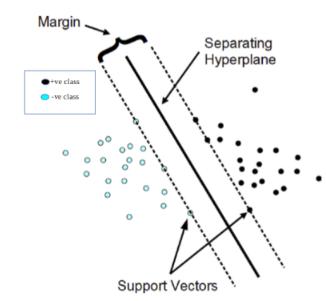 Margin
Separating
Hyperplane
+ve class
-ve class
Support Vectors